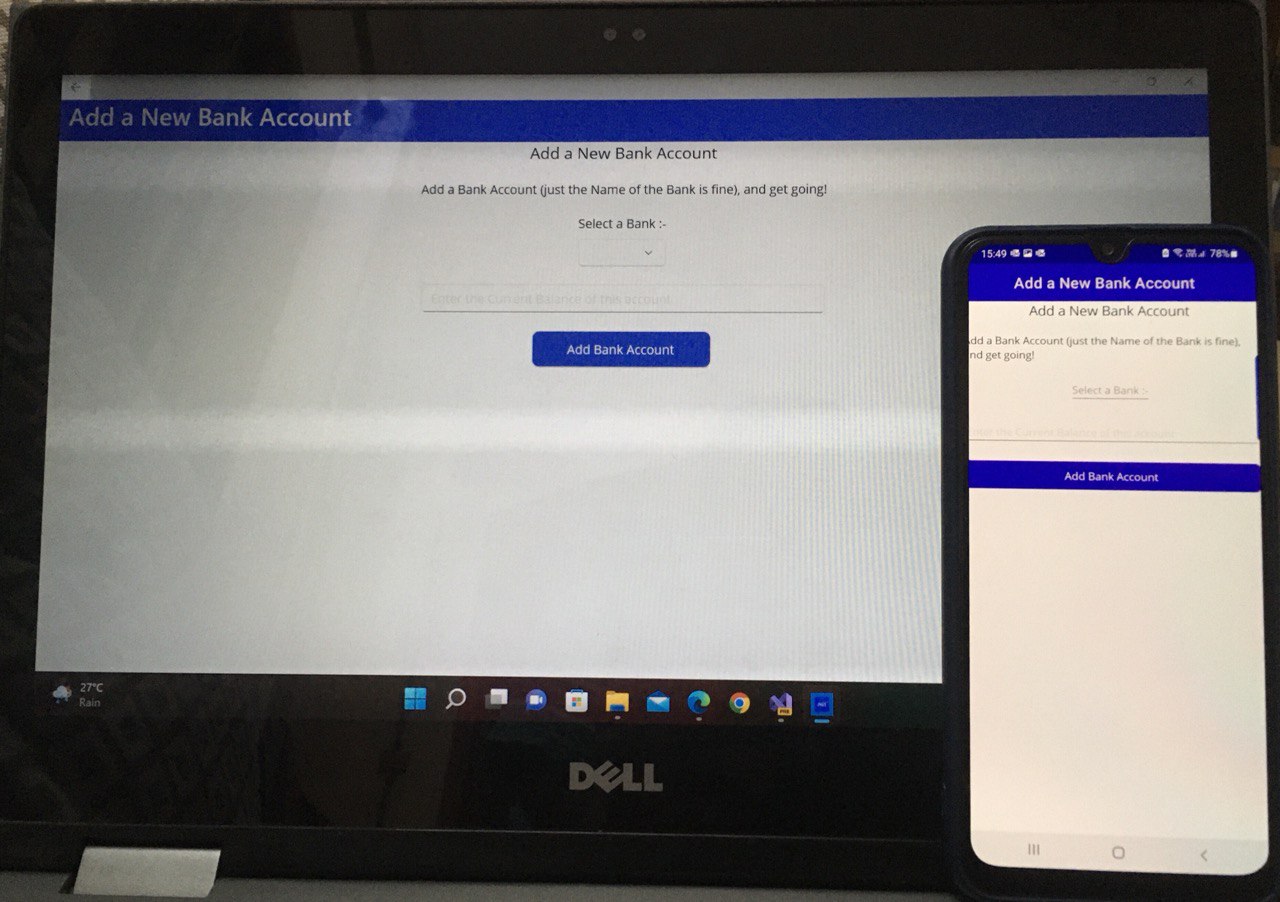 Add a New Bank Account
Add a New Bank Account
Add a Bank Account (just the Name of the Bank is fine), and get going!
Select a Bank :-
Enter the Current Balance of this account
Add Bank Account
27°C
Rain
PRE
DELL
15:49
78%
Add a New Bank Account
Add a New Bank Account
dd a Bank Account (just the Name of the Bank is fine),
nd get going!
Select a Bank :-
nter the Current Balance of this account
Add Bank Account